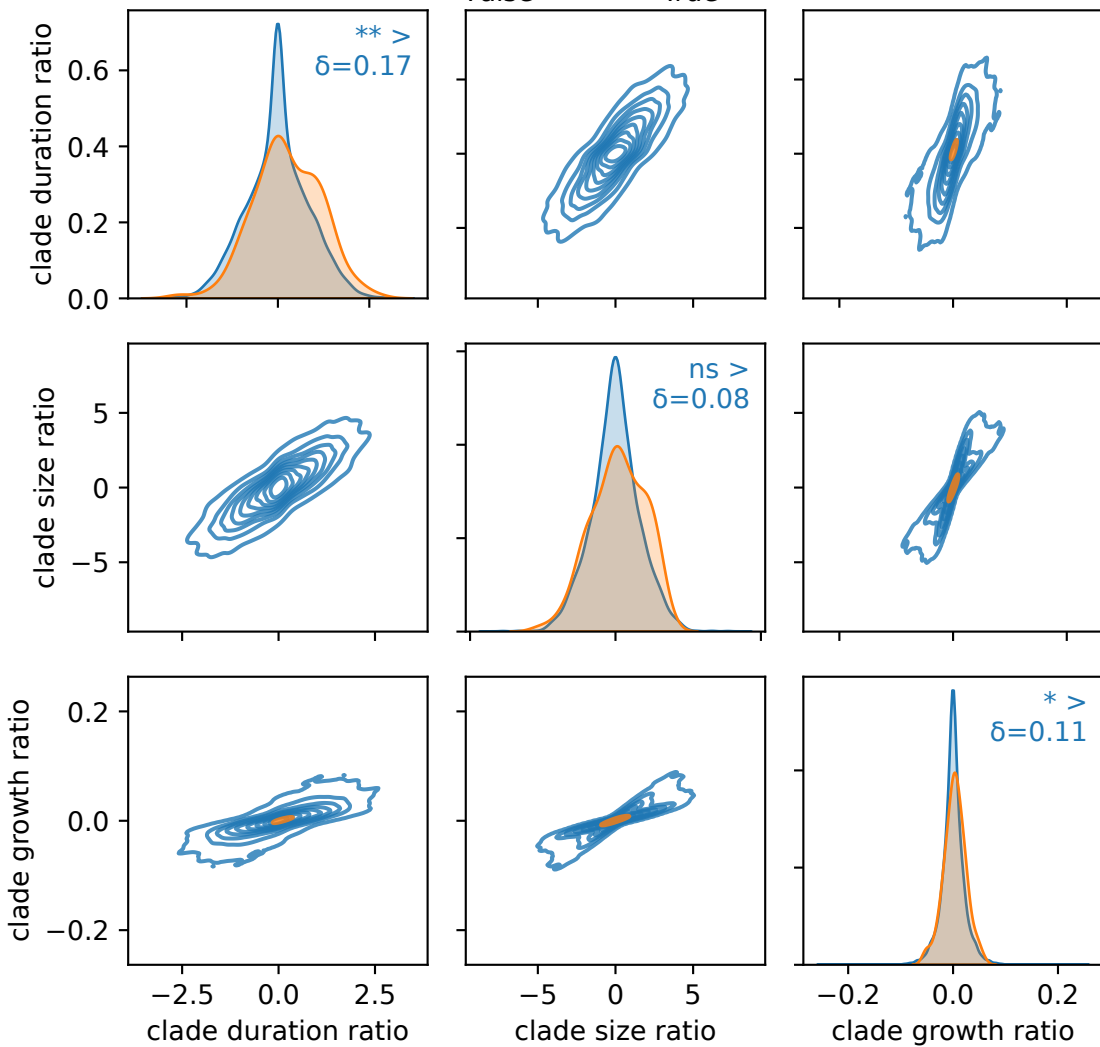 True
clade duration ratio
0.6
0.4
0.2
0.0
** >
δ=0.17
clade size ratio
5
0
−5
ns >
δ=0.08
clade growth ratio
0.2
0.0
−0.2
* >
δ=0.11
−2.5 0.0 2.5
clade duration ratio
−5 0 5
clade size ratio
−0.2 0.0 0.2
clade growth ratio